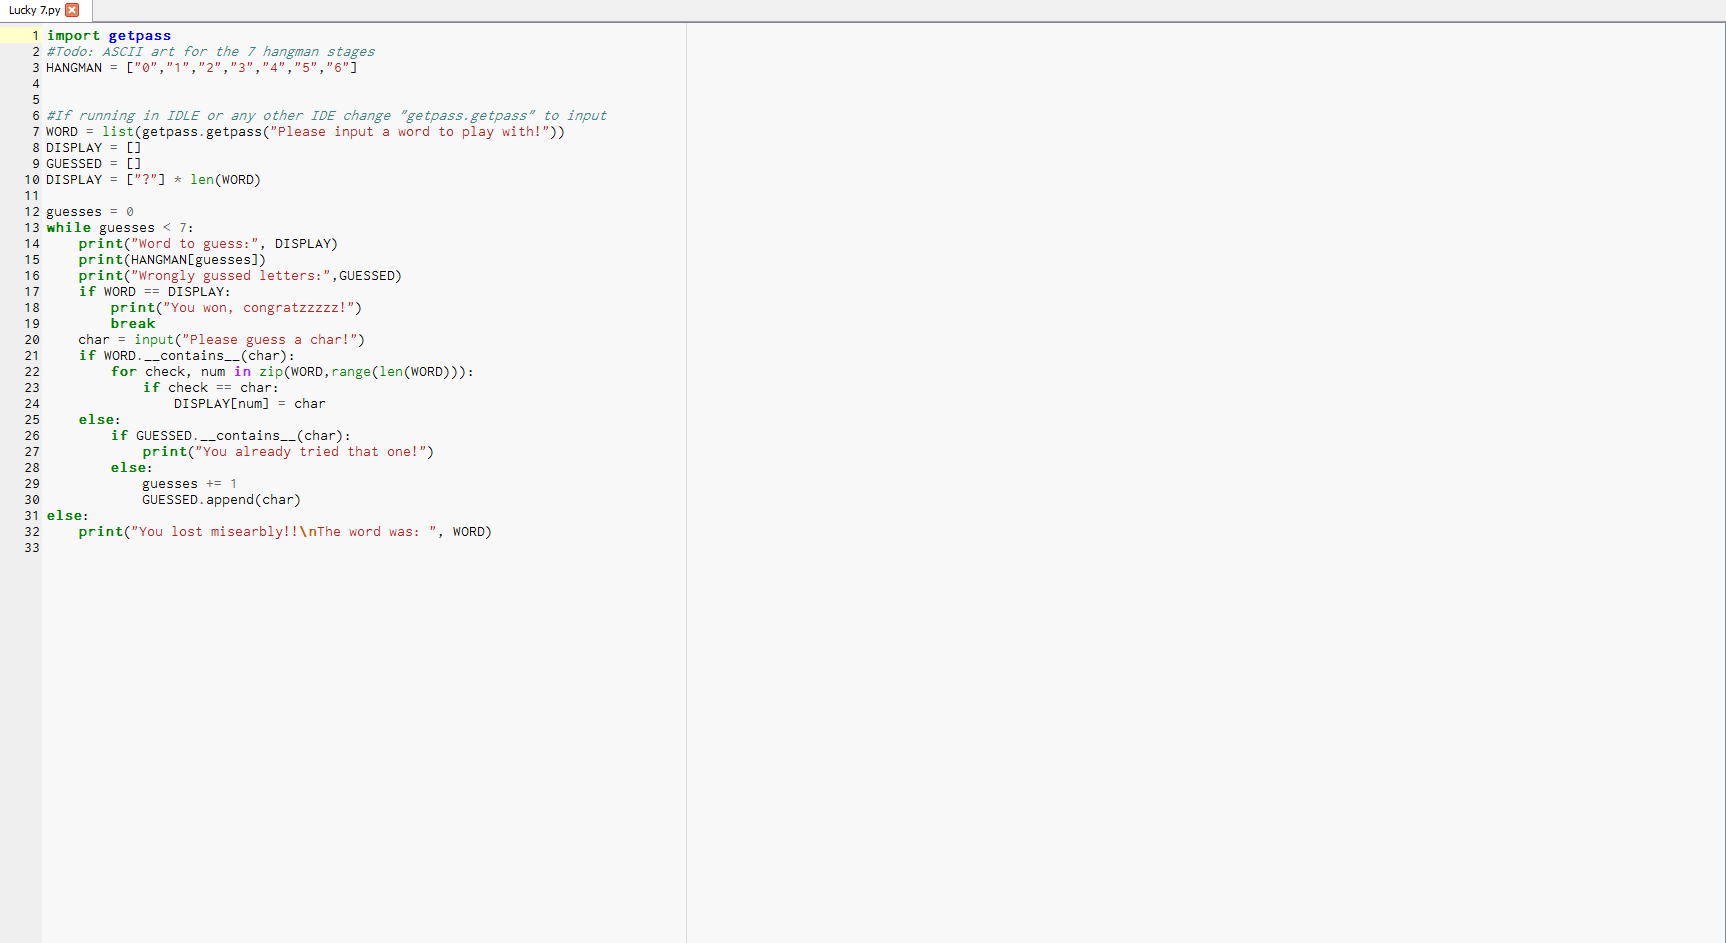 Lucky 7.py
1 import getpass
2 #Todo: ASCII art for the 7 hangman stages
3 HANGMAN = ["0","1","2","3","4","5","6"]
4
5
6 #If running in IDLE or any other IDE change "getpass.getpass" to input
7 WORD = list(getpass.getpass("Please input a word to play with!"))
8 DISPLAY = []
9 GUESSED = []
10 DISPLAY = ["?"] * len(WORD)
11
12 guesses = 0
13 while guesses < 7:
14     print("Word to guess:", DISPLAY)
15     print(HANGMAN[guesses])
16     print("Wrongly gussed letters:",GUESSED)
17     if WORD == DISPLAY:
18         print("You won, congratzzzzz!")
19         break
20     char = input("Please guess a char!")
21     if WORD.__contains__(char):
22         for check, num in zip(WORD,range(len(WORD))):
23             if check == char:
24                 DISPLAY[num] = char
25     else:
26         if GUESSED.__contains__(char):
27             print("You already tried that one!")
28         else:
29             guesses += 1
30             GUESSED.append(char)
31 else:
32     print("You lost misearbly!!\nThe word was: ", WORD)
33